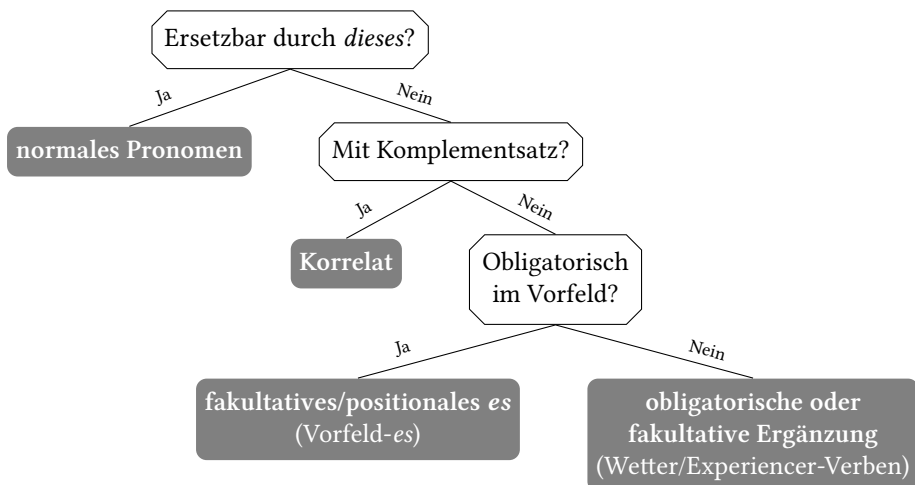 Ersetzbar durch dieses?
Ja
Nein
normales Pronomen
Mit Komplementsatz?
Ja
Nein
Korrelat
Obligatorisch
im Vorfeld?
Ja
Nein
fakultatives/positionales es
(Vorfeld-es)
obligatorische oder
fakultative Ergänzung
(Wetter/Experiencer-Verben)